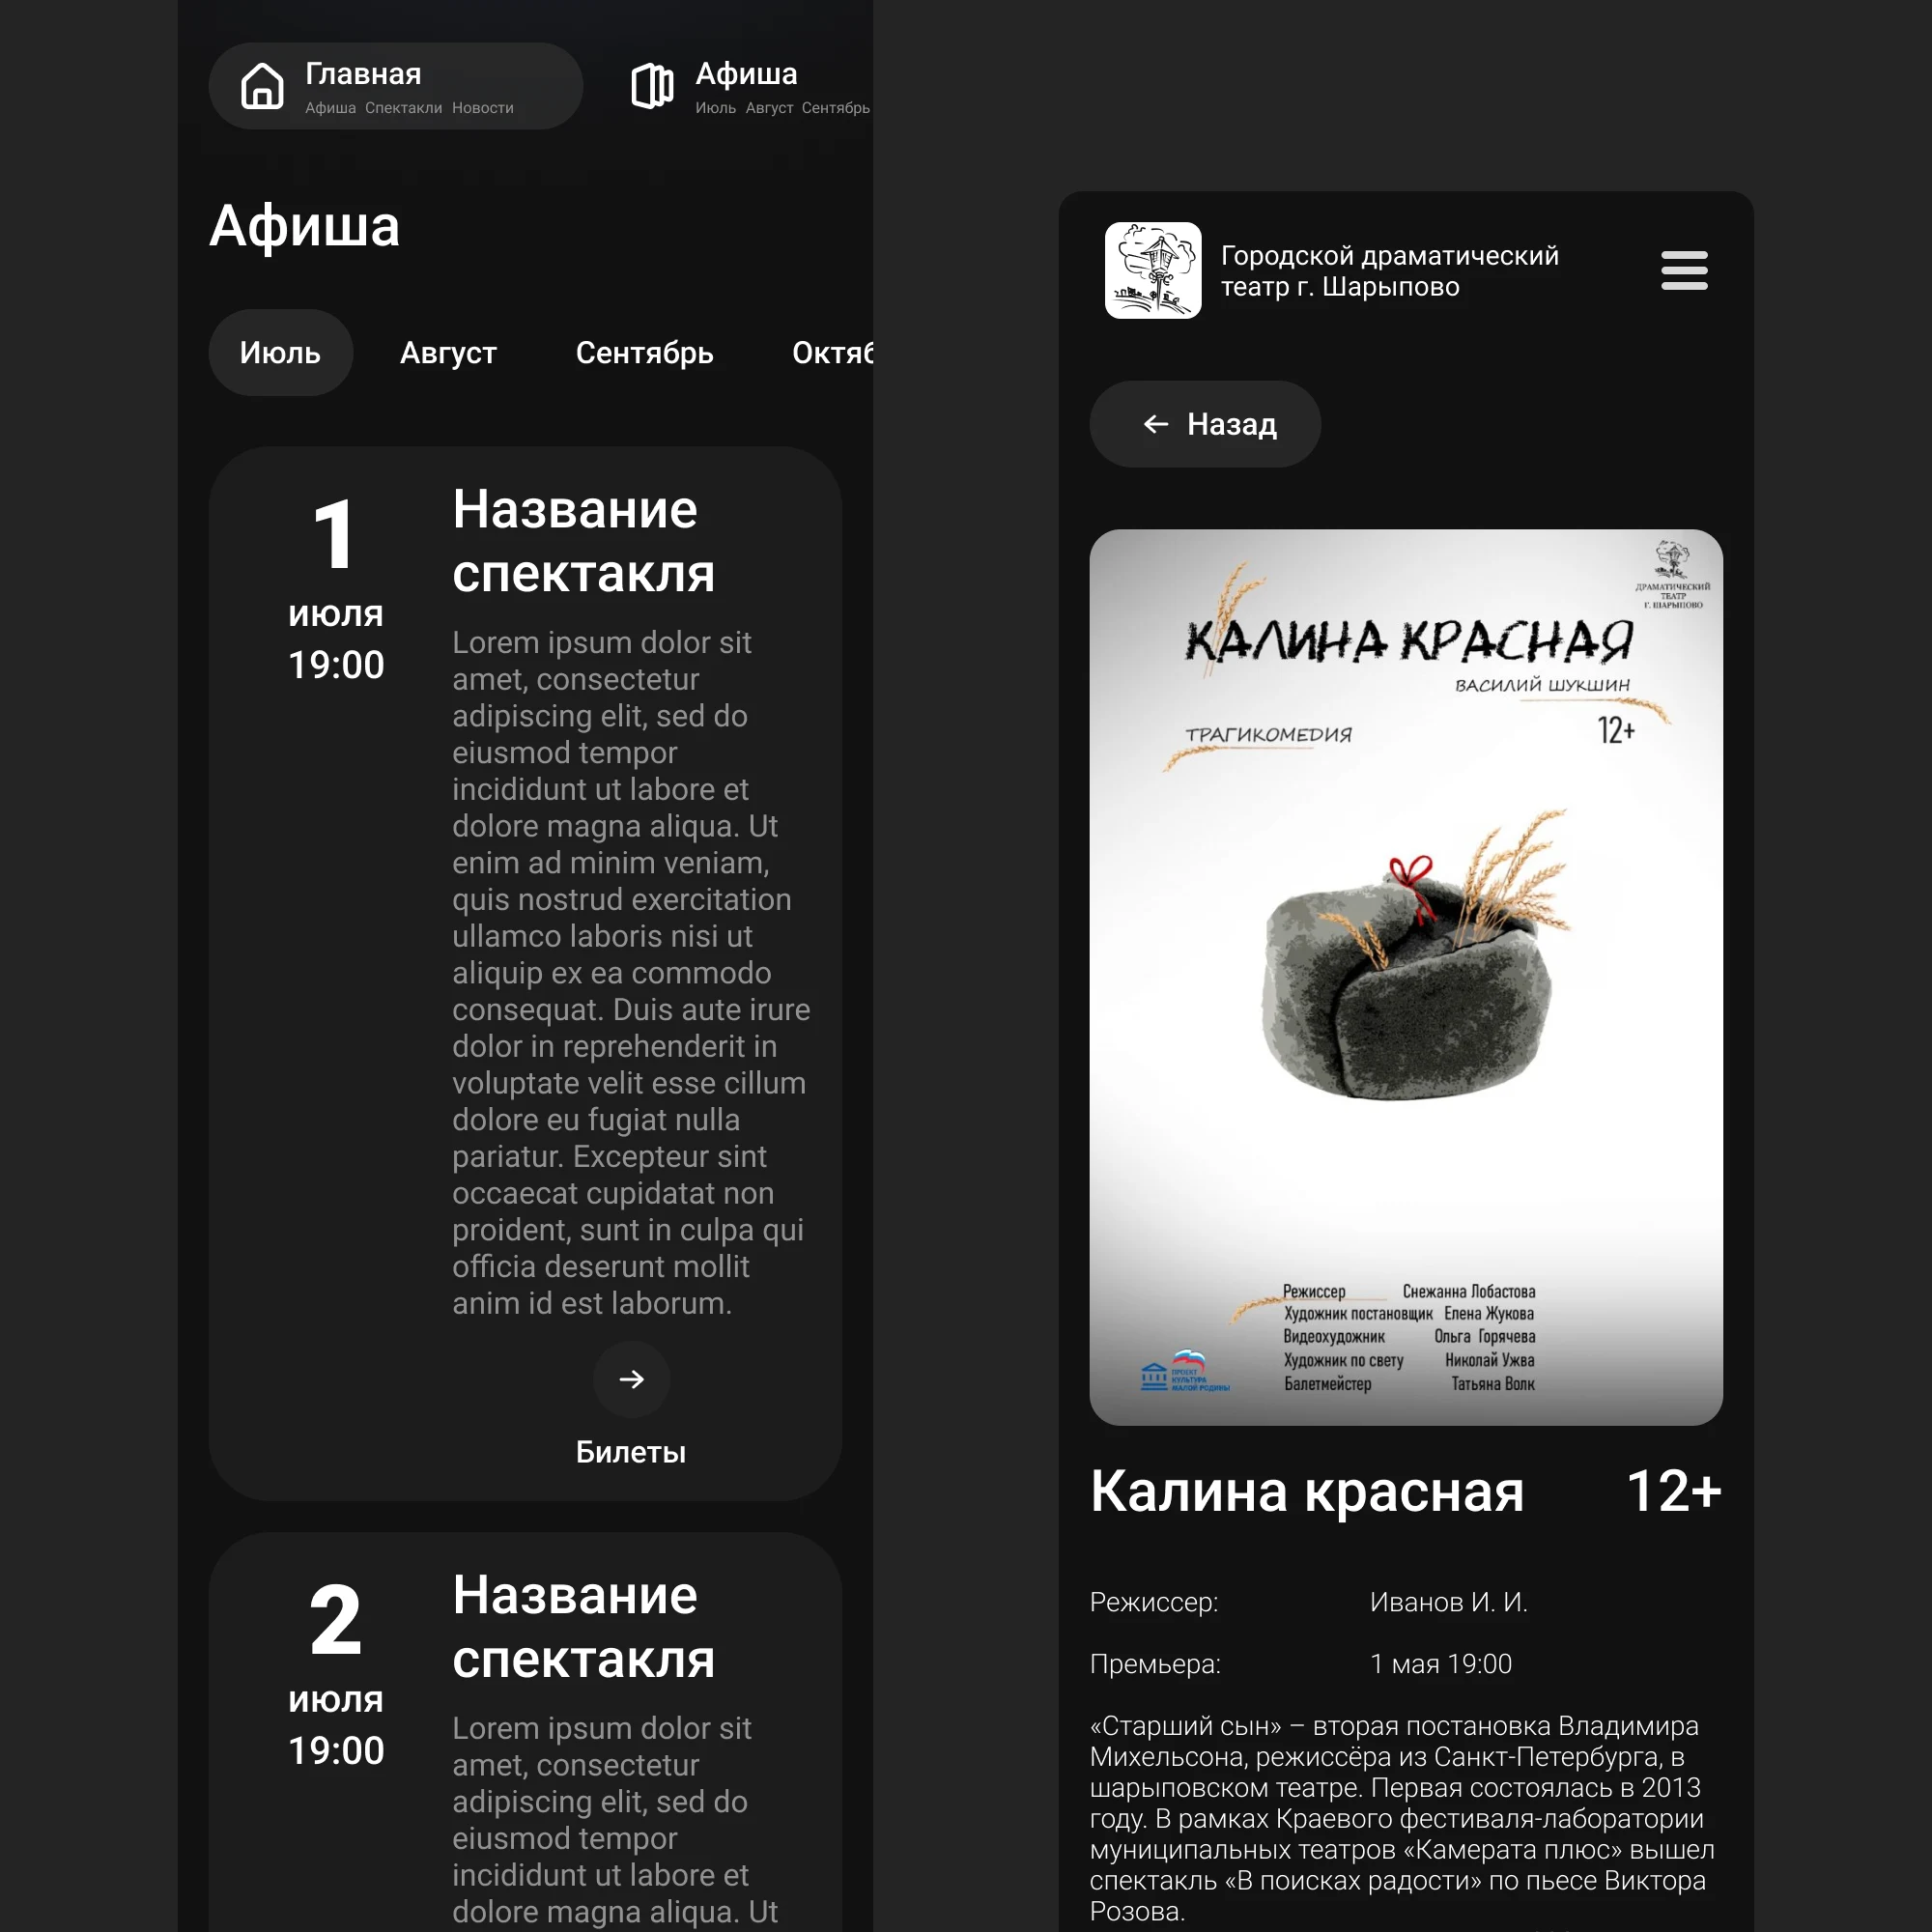 Главная
Афиша Спектакли Новости
Афиша
Июль Август Сентябрь
Афиша
Июль
Август
Сентябрь
Октяб
1
июля
19:00
Название
спектакля
Lorem ipsum dolor sit
amet, consectetur
adipiscing elit, sed do
eiusmod tempor
incididunt ut labore et
dolore magna aliqua. Ut
enim ad minim veniam,
quis nostrud exercitation
ullamco laboris nisi ut
aliquip ex ea commodo
consequat. Duis aute irure
dolor in reprehenderit in
voluptate velit esse cillum
dolore eu fugiat nulla
pariatur. Excepteur sint
occaecat cupidatat non
proident, sunt in culpa qui
officia deserunt mollit
anim id est laborum.
Билеты
2
июля
19:00
Название
спектакля
Lorem ipsum dolor sit
amet, consectetur
adipiscing elit, sed do
eiusmod tempor
incididunt ut labore et
dolore magna aliqua. Ut
Городской драматический
театр г. Шарыпово
Назад
ДРАМАТИЧЕСКИЙ
ТЕАТР
Г. ШАРЫПОВО
КАЛИНА КРАСНАЯ
ВАСИЛИЙ ШУКШИН
ТРАГИКОМЕДИЯ
12+
Режиссер Снежанна Лобастова
Художник постановщик Елена Жукова
Видеохудожник Ольга Горячева
Художник по свету Николай Ужва
Балетмейстер Татьяна Волк
ПРОЕКТ
КУЛЬТУРА
МАЛОЙ РОДИНЫ
Калина красная 12+
Режиссер: Иванов И. И.
Премьера: 1 мая 19:00
«Старший сын» – вторая постановка Владимира
Михельсона, режиссёра из Санкт-Петербурга, в
шарыповском театре. Первая состоялась в 2013
году. В рамках Краевого фестиваля-лаборатории
муниципальных театров «Камерата плюс» вышел
спектакль «В поисках радости» по пьесе Виктора
Розова.